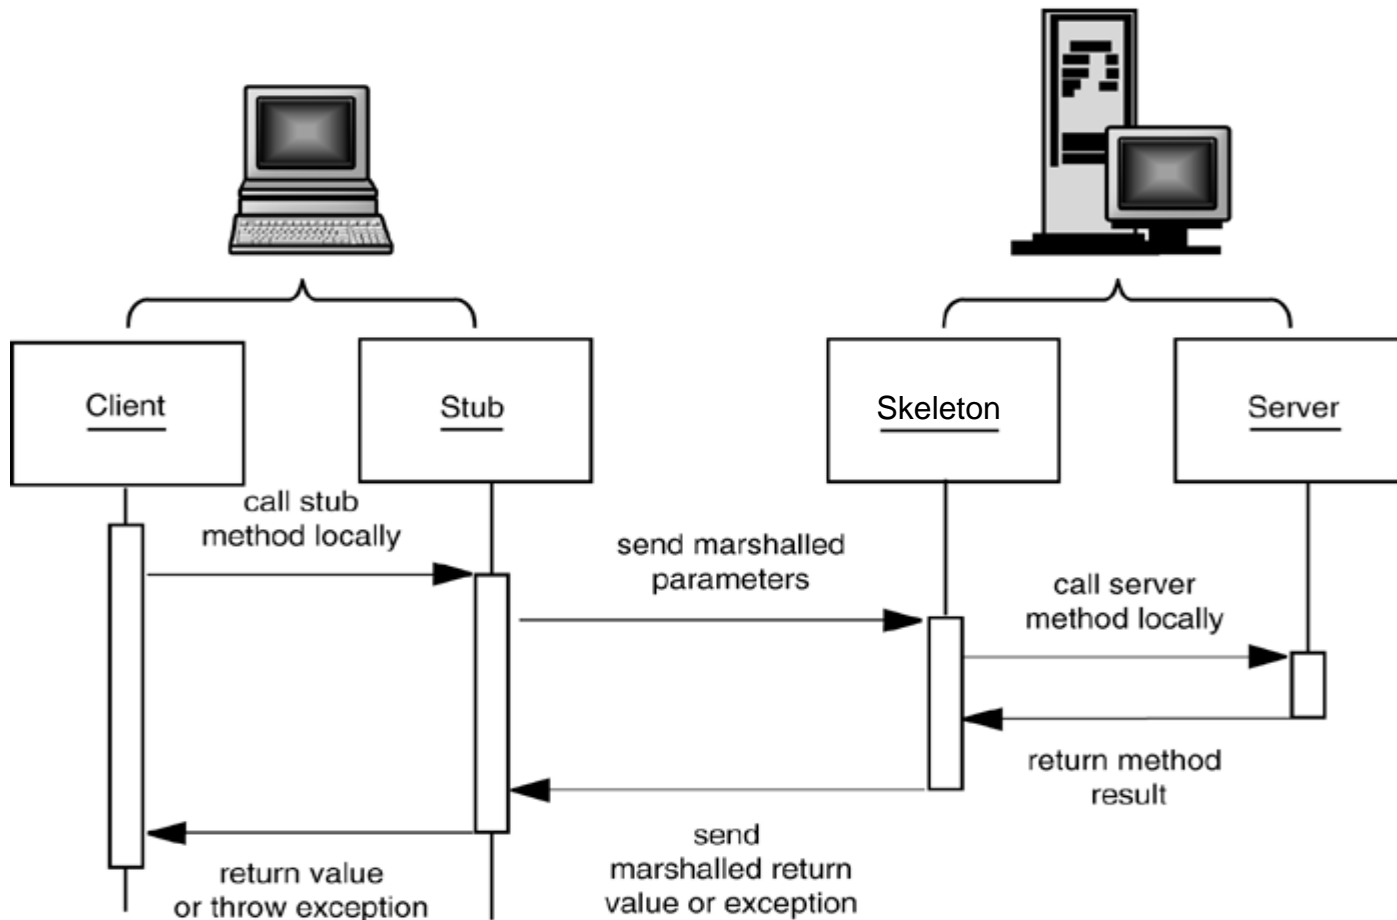 Client
Stub
Skeleton
Server
call stub
method locally
send marshalled
parameters
call server
method locally
return method
result
send
marshalled return
value or exception
return value
or throw exception